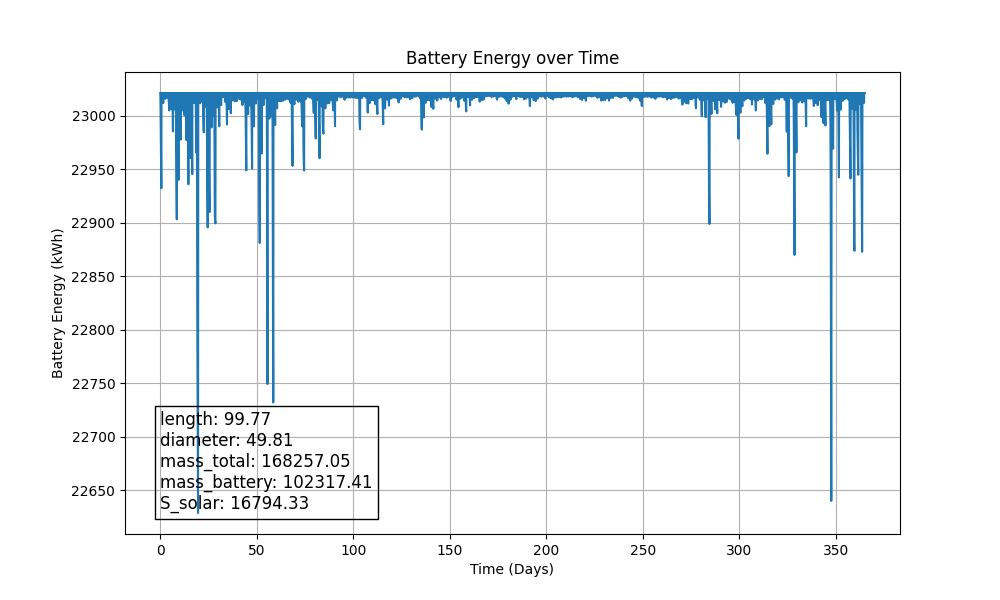 Battery Energy over Time
Battery Energy (kWh)
23000
22950
22900
22850
22800
22750
22700
22650
length: 99.77
diameter: 49.81
mass_total: 168257.05
mass_battery: 102317.41
S_solar: 16794.33
0 50 100 150 200 250 300 350
Time (Days)